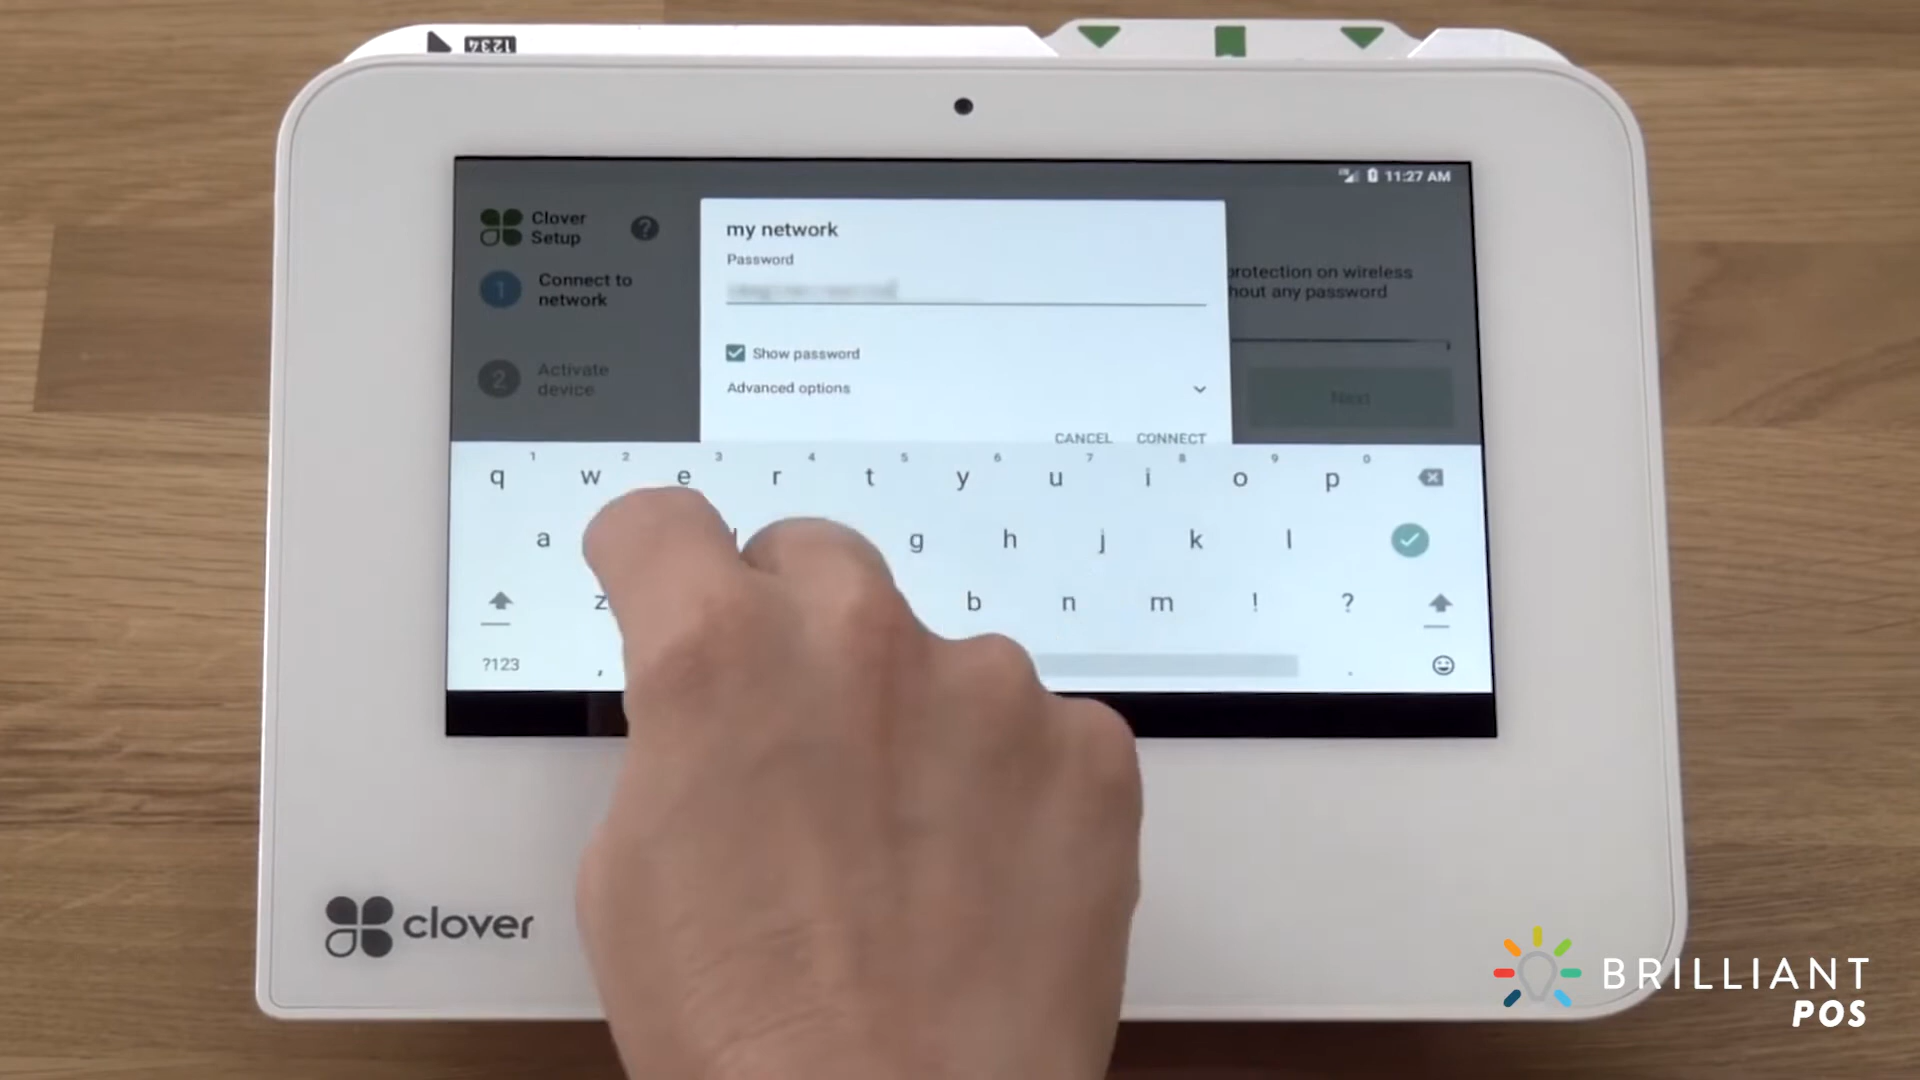 1234
11:27 AM
Clover
Setup
?
1
Connect to
network
2
Activate
device
my network
Password
Show password
Advanced options
CANCEL CONNECT
protection on wireless
hout any password
Next
1 2 3 4 5 6 7 8 9 0
q w e r t y u i o p
a g h j k l
z b n m ! ?
?123 , .
clover
BRILLIANT
POS